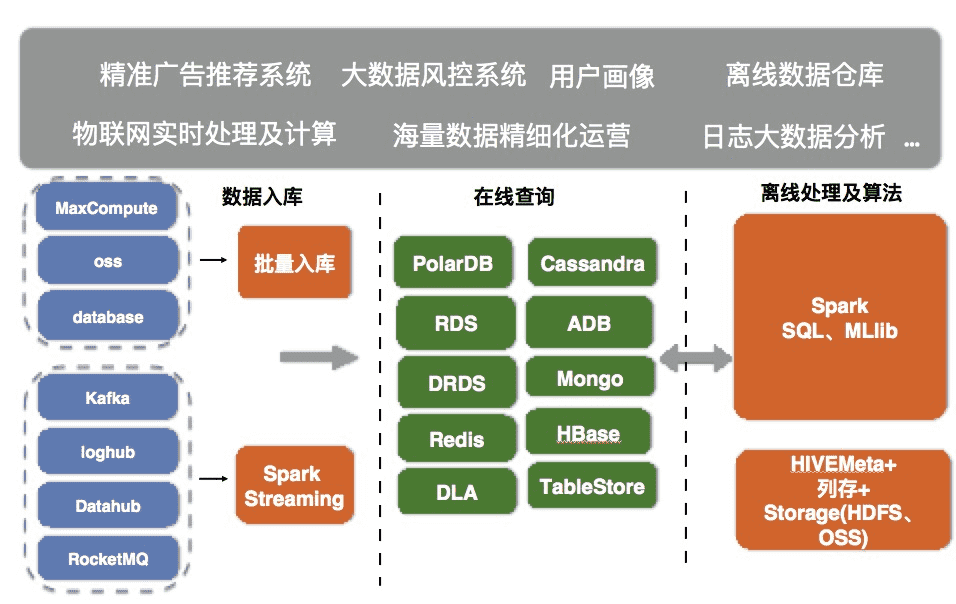 精准广告推荐系统 大数据风控系统 用户画像 离线数据仓库
物联网实时处理及计算 海量数据精细化运营 日志大数据分析 ...
数据入库 在线查询 离线处理及算法
MaxCompute
oss
database
批量入库
Kafka
loghub
Datahub
RocketMQ
Spark
Streaming
PolarDB Cassandra
RDS ADB
DRDS Mongo
Redis HBase
DLA TableStore
Spark
SQL、MLlib
HIVEMeta+
列存+
Storage(HDFS、
OSS)